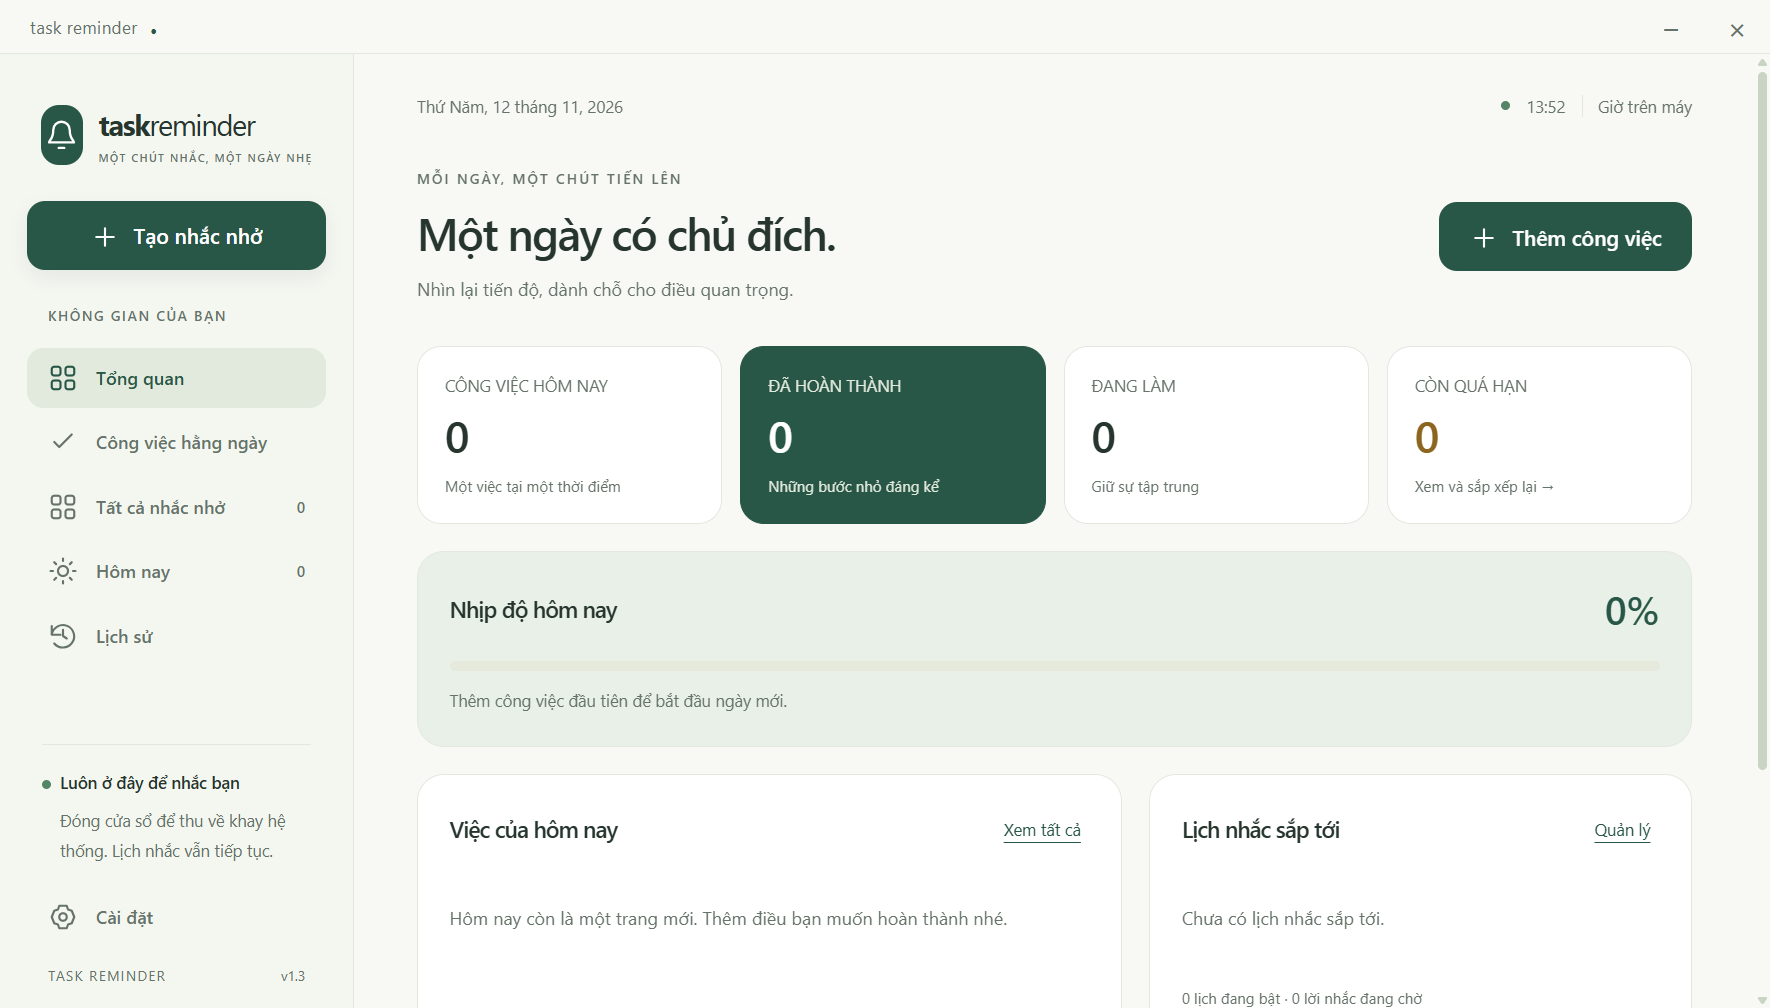 task reminder
taskreminder
MỘT CHÚT NHẮC, MỘT NGÀY NHẸ
Tạo nhắc nhở
KHÔNG GIAN CỦA BẠN
Tổng quan
Công việc hằng ngày
Tất cả nhắc nhở 0
Hôm nay 0
Lịch sử
Luôn ở đây để nhắc bạn
Đóng cửa sổ để thu về khay hệ
thống. Lịch nhắc vẫn tiếp tục.
Cài đặt
TASK REMINDER v1.3
Thứ Năm, 12 tháng 11, 2026
13:52 Giờ trên máy
MỖI NGÀY, MỘT CHÚT TIẾN LÊN
Một ngày có chủ đích.
Nhìn lại tiến độ, dành chỗ cho điều quan trọng.
Thêm công việc
CÔNG VIỆC HÔM NAY
0
Một việc tại một thời điểm
ĐÃ HOÀN THÀNH
0
Những bước nhỏ đáng kể
ĐANG LÀM
0
Giữ sự tập trung
CÒN QUÁ HẠN
0
Xem và sắp xếp lại →
Nhịp độ hôm nay
0%
Thêm công việc đầu tiên để bắt đầu ngày mới.
Việc của hôm nay
Xem tất cả
Hôm nay còn là một trang mới. Thêm điều bạn muốn hoàn thành nhé.
Lịch nhắc sắp tới
Quản lý
Chưa có lịch nhắc sắp tới.
0 lịch đang bật · 0 lời nhắc đang chờ